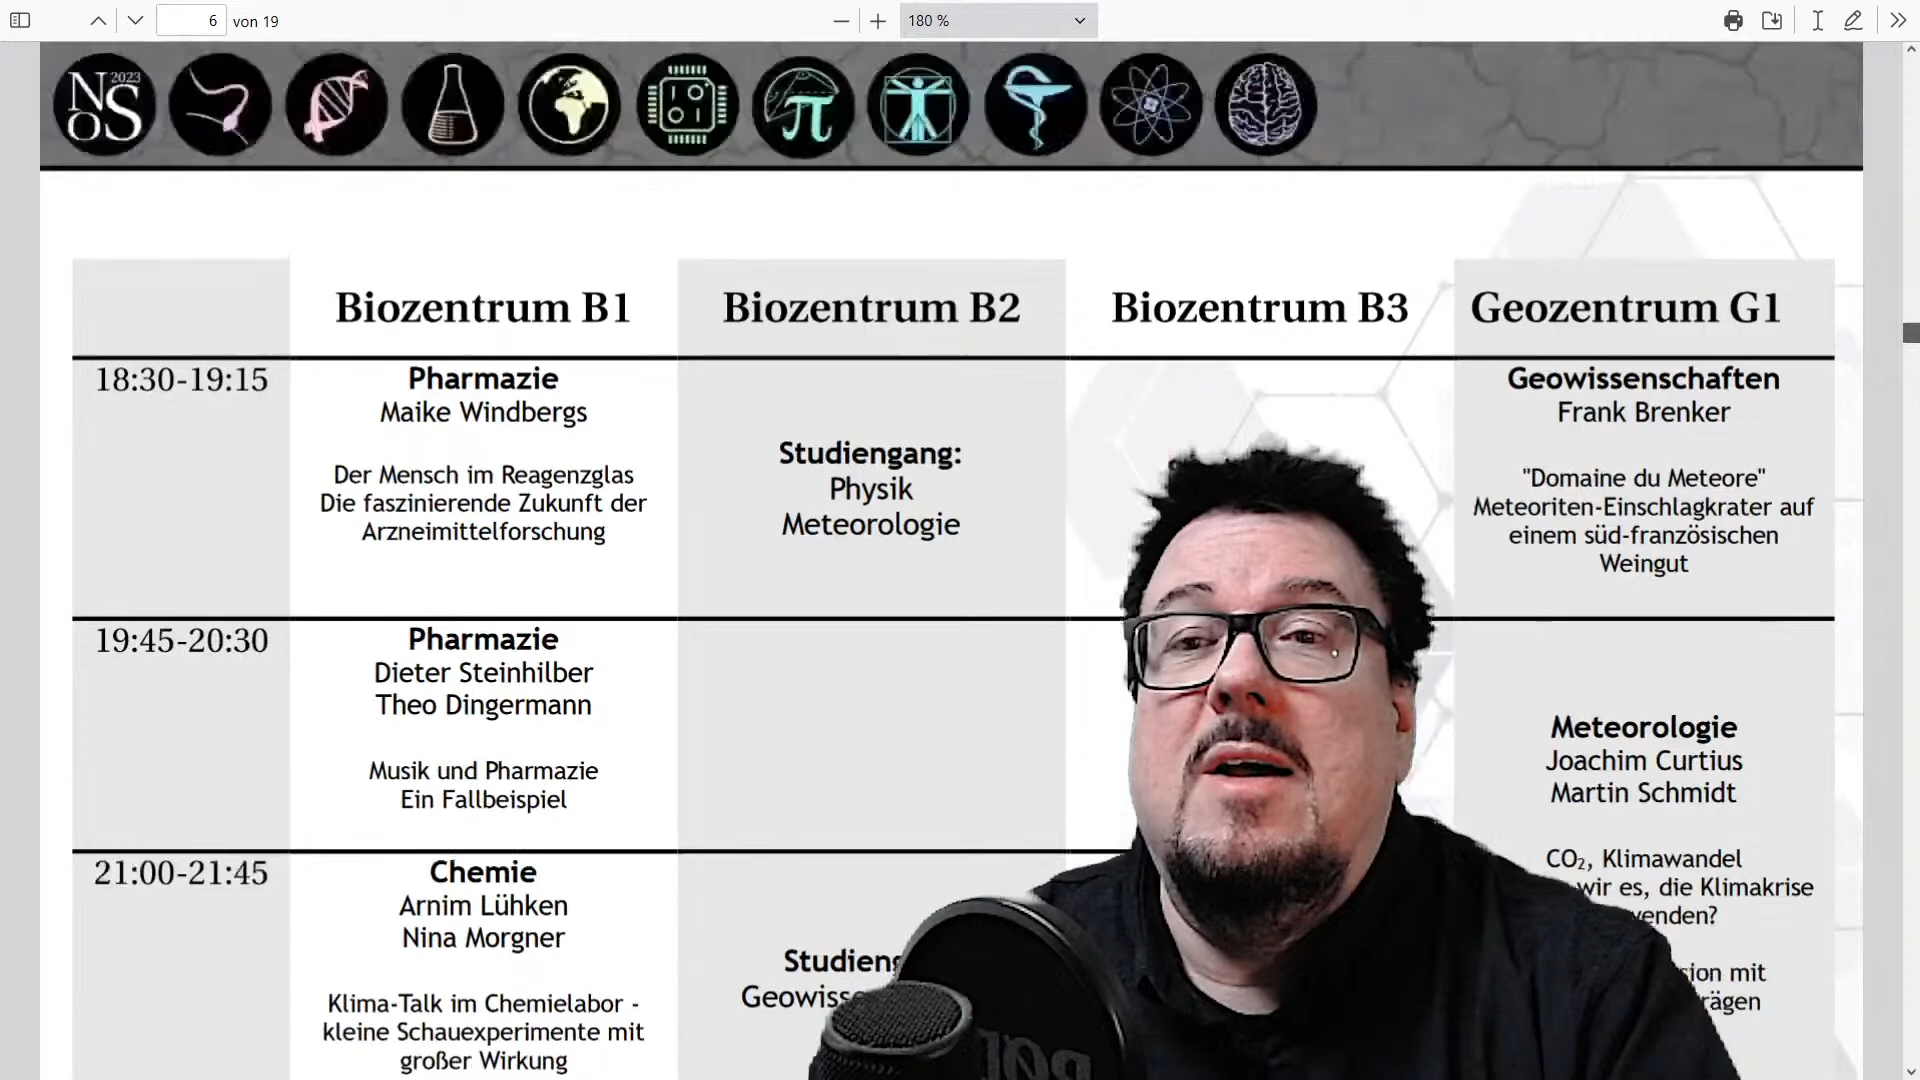 6 von 19
180 %
2023
NoS
π
Biozentrum B1
Biozentrum B2
Biozentrum B3
Geozentrum G1
18:30-19:15
Pharmazie
Maike Windbergs
Der Mensch im Reagenzglas
Die faszinierende Zukunft der
Arzneimittelforschung
Studiengang:
Physik
Meteorologie
Geowissenschaften
Frank Brenker
"Domaine du Meteore"
Meteoriten-Einschlagkrater auf
einem süd-französischen
Weingut
19:45-20:30
Pharmazie
Dieter Steinhilber
Theo Dingermann
Musik und Pharmazie
Ein Fallbeispiel
Meteorologie
Joachim Curtius
Martin Schmidt
CO₂, Klimawandel
wir es, die Klimakrise
21:00-21:45
Chemie
Arnim Lühken
Nina Morgner
Klima-Talk im Chemielabor -
kleine Schauexperimente mit
großer Wirkung
mit